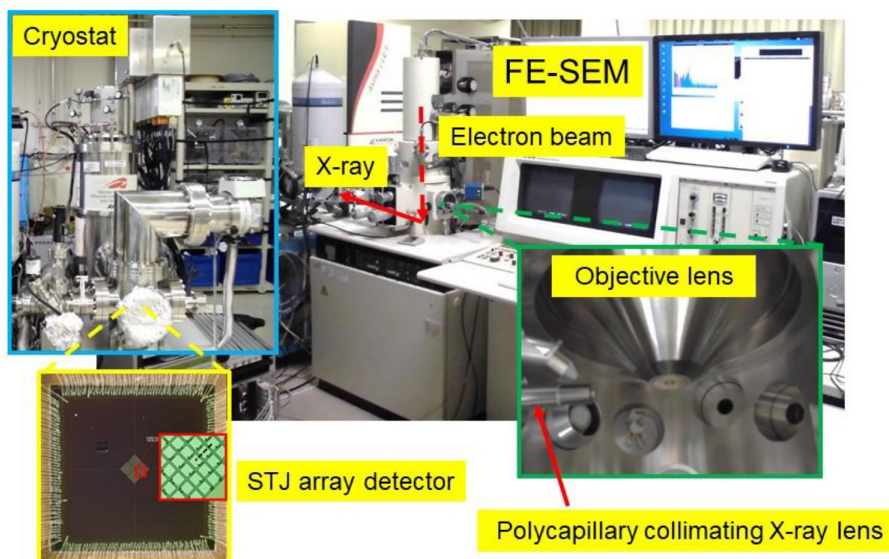 Cryostat
FE-SEM
Electron beam
X-ray
Objective lens
STJ array detector
Polycapillary collimating X-ray lens